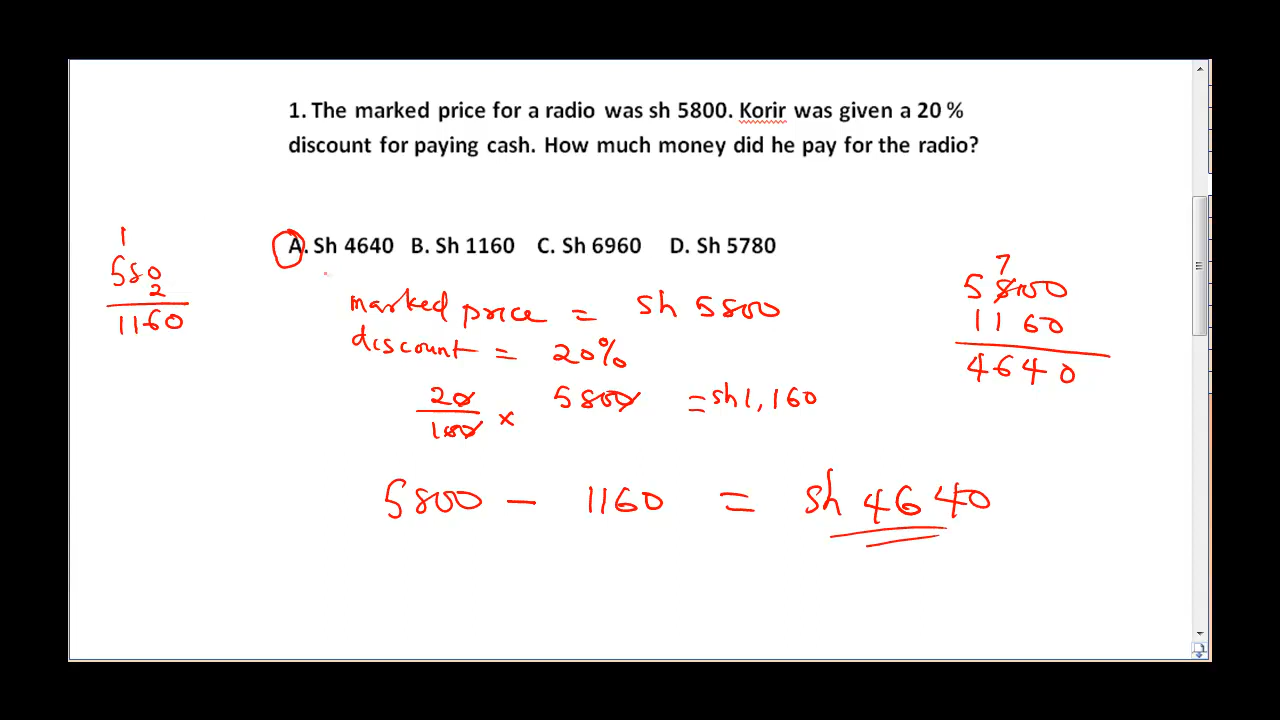 1. The marked price for a radio was sh 5800. Korir was given a 20 %
discount for paying cash. How much money did he pay for the radio?
A. Sh 4640 B. Sh 1160 C. Sh 6960 D. Sh 5780
1
580
2
1160
marked price = sh 5800
discount = 20%
20/100 × 5800 = sh 1,160
5800 - 1160 = sh 4640
7
5800
1160
4640